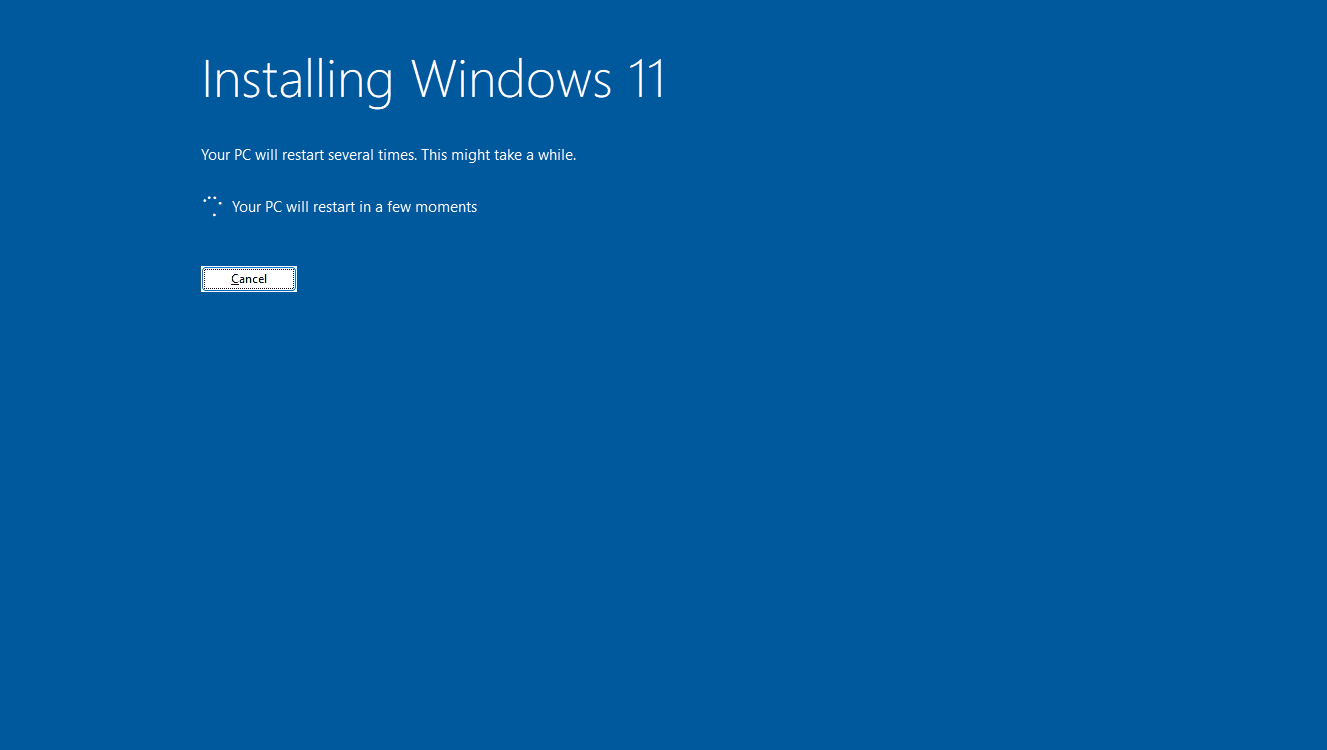 Installing Windows 11
Your PC will restart several times. This might take a while.
Your PC will restart in a few moments
Cancel